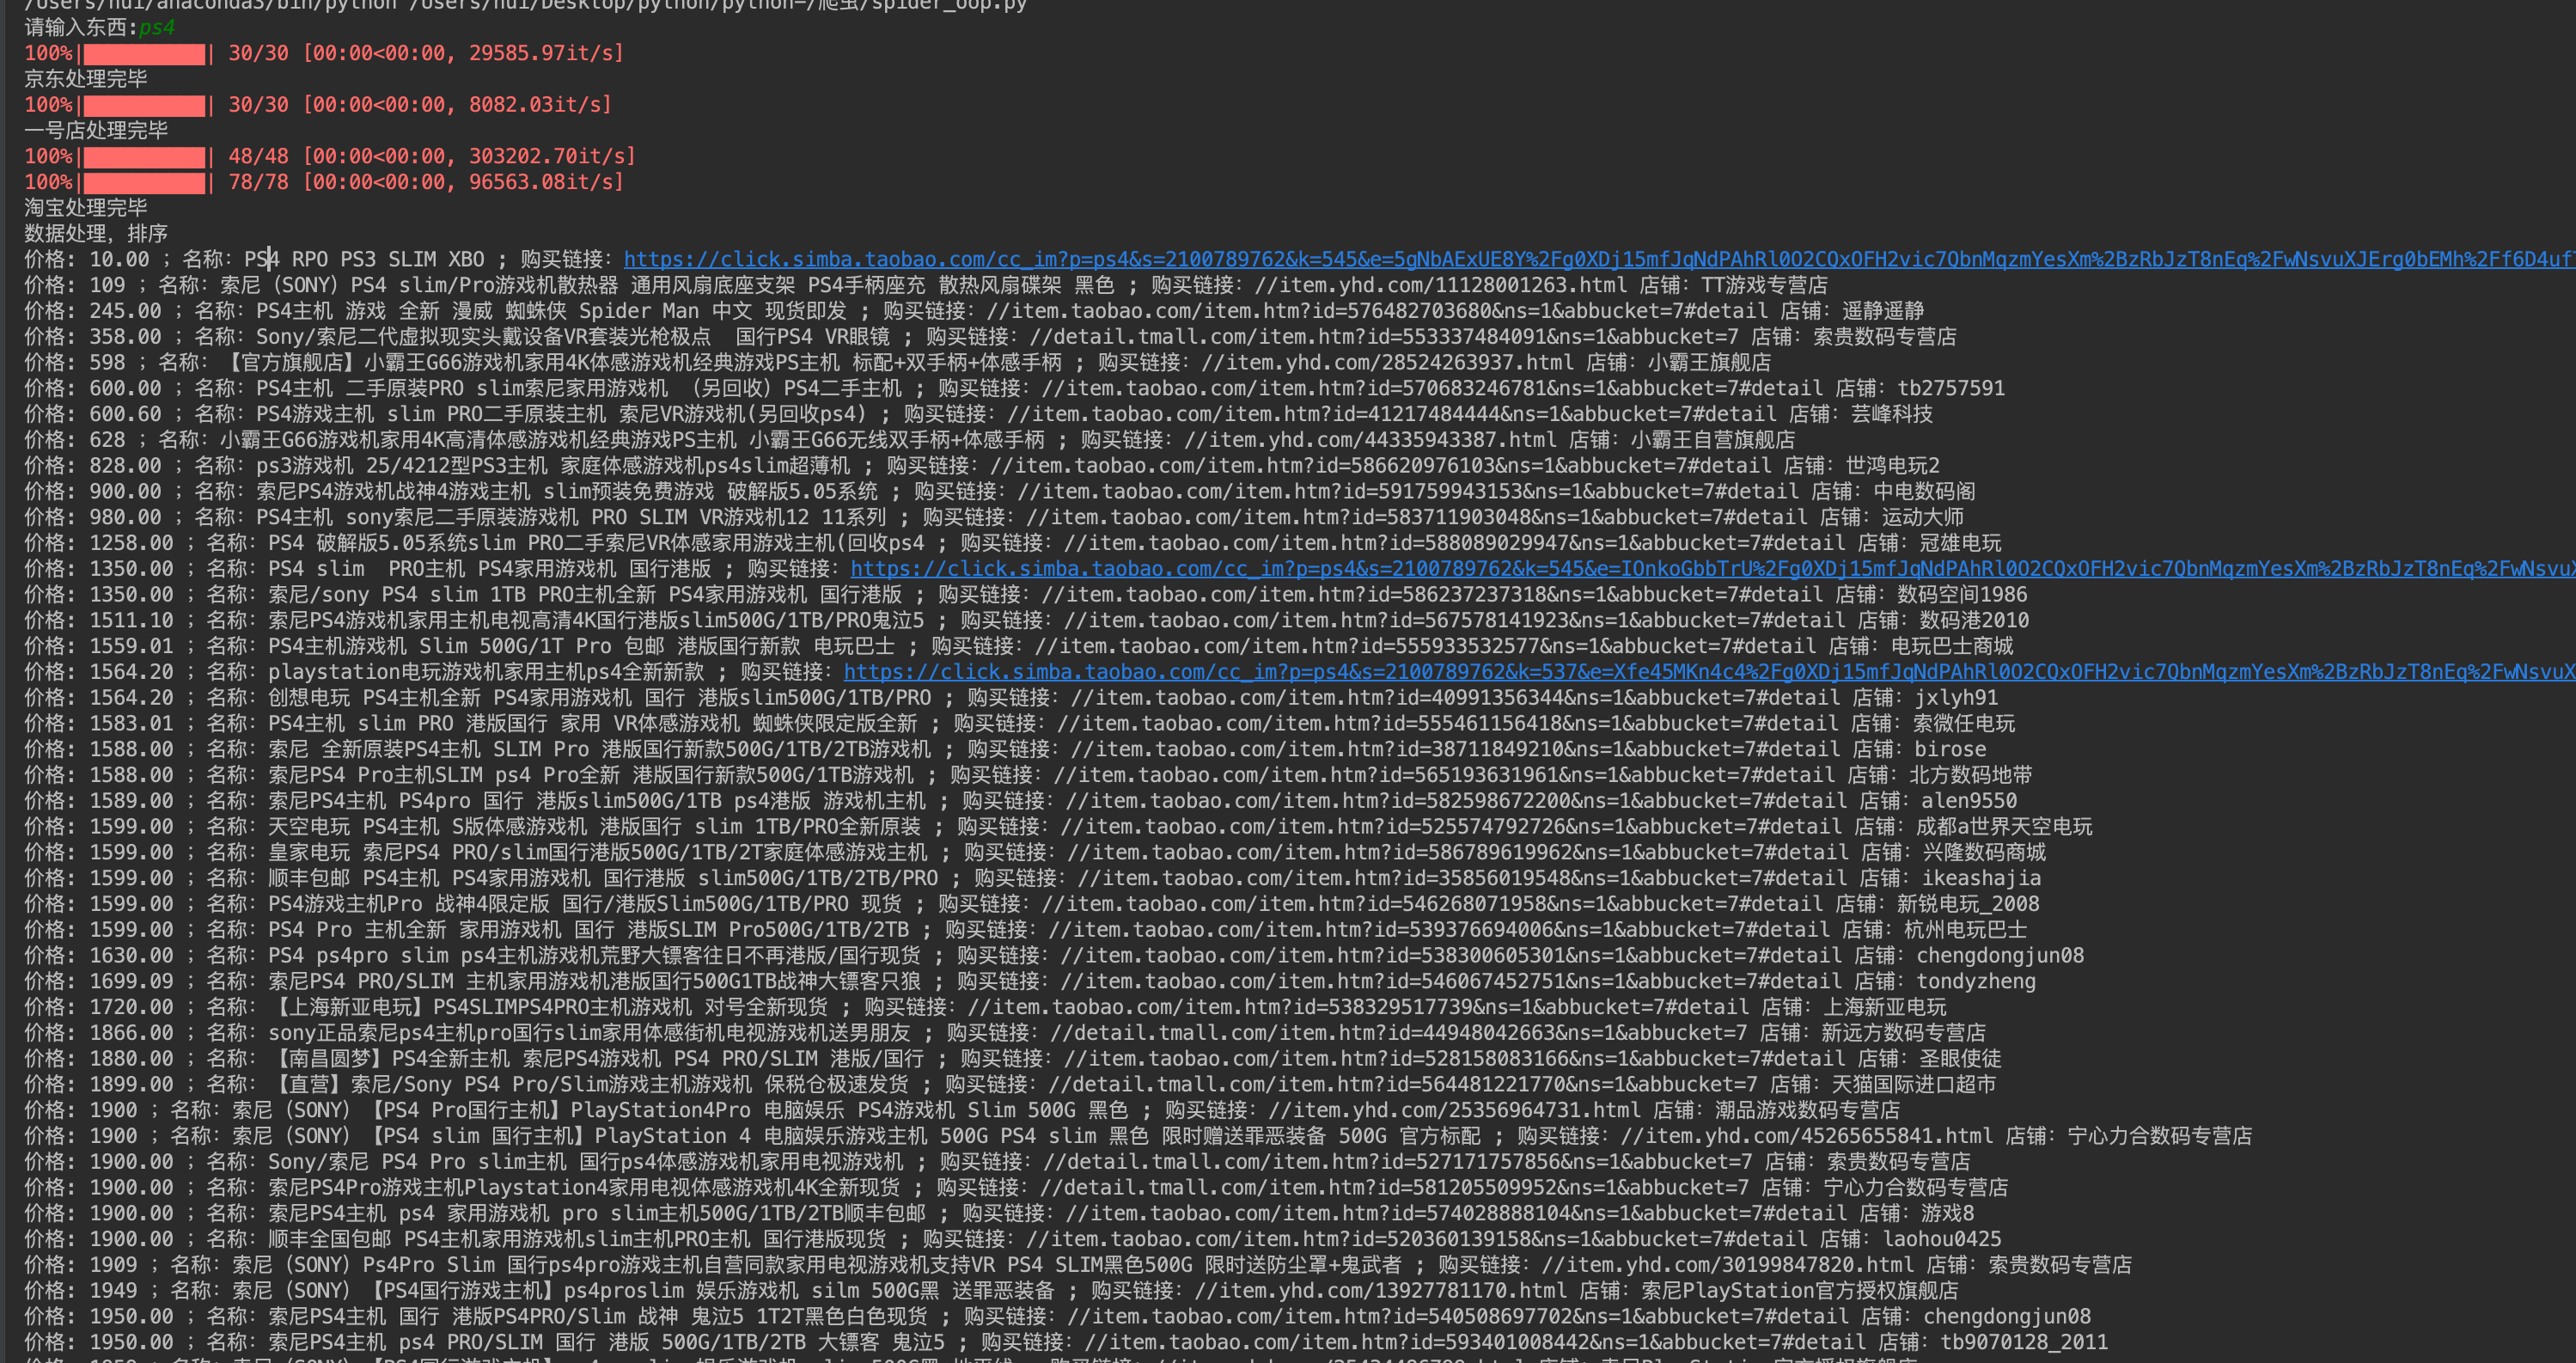 /Users/hui/anaconda3/bin/python /Users/hui/Desktop/python/python-/爬虫/spider_oop.py
请输入东西:ps4
100%|██████████| 30/30 [00:00<00:00, 29585.97it/s]
京东处理完毕
100%|██████████| 30/30 [00:00<00:00, 8082.03it/s]
一号店处理完毕
100%|██████████| 48/48 [00:00<00:00, 303202.70it/s]
100%|██████████| 78/78 [00:00<00:00, 96563.08it/s]
淘宝处理完毕
数据处理，排序
价格: 10.00 ; 名称: PS4 RPO PS3 SLIM XBO ; 购买链接: https://click.simba.taobao.com/cc_im?p=ps4&s=2100789762&k=545&e=5gNbAExUE8Y%2Fg0XDj15mfJqNdPAhRl0O2CQxOFH2vic7QbnMqzmYesXm%2BzRbJzT8nEq%2FwNsvuXJErg0bEMh%2Ff6D4uf
价格: 109 ; 名称: 索尼（SONY）PS4 slim/Pro游戏机散热器 通用风扇底座支架 PS4手柄座充 散热风扇碟架 黑色 ; 购买链接: //item.yhd.com/11128001263.html 店铺: TT游戏专营店
价格: 245.00 ; 名称: PS4主机 游戏 全新 漫威 蜘蛛侠 Spider Man 中文 现货即发 ; 购买链接: //item.taobao.com/item.htm?id=576482703680&ns=1&abbucket=7#detail 店铺: 遥静遥静
价格: 358.00 ; 名称: Sony/索尼二代虚拟现实头戴设备VR套装光枪极点  国行PS4 VR眼镜 ; 购买链接: //detail.tmall.com/item.htm?id=553337484091&ns=1&abbucket=7 店铺: 索贵数码专营店
价格: 598 ; 名称: 【官方旗舰店】小霸王G66游戏机家用4K体感游戏机经典游戏PS主机 标配+双手柄+体感手柄 ; 购买链接: //item.yhd.com/28524263937.html 店铺: 小霸王旗舰店
价格: 600.00 ; 名称: PS4主机 二手原装PRO slim索尼家用游戏机 （另回收）PS4二手主机 ; 购买链接: //item.taobao.com/item.htm?id=570683246781&ns=1&abbucket=7#detail 店铺: tb2757591
价格: 600.60 ; 名称: PS4游戏主机 slim PRO二手原装主机 索尼VR游戏机(另回收ps4) ; 购买链接: //item.taobao.com/item.htm?id=41217484444&ns=1&abbucket=7#detail 店铺: 芸峰科技
价格: 628 ; 名称: 小霸王G66游戏机家用4K高清体感游戏机经典游戏PS主机 小霸王G66无线双手柄+体感手柄 ; 购买链接: //item.yhd.com/44335943387.html 店铺: 小霸王自营旗舰店
价格: 828.00 ; 名称: ps3游戏机 25/4212型PS3主机 家庭体感游戏机ps4slim超薄机 ; 购买链接: //item.taobao.com/item.htm?id=586620976103&ns=1&abbucket=7#detail 店铺: 世鸿电玩2
价格: 900.00 ; 名称: 索尼PS4游戏机战神4游戏主机 slim预装免费游戏 破解版5.05系统 ; 购买链接: //item.taobao.com/item.htm?id=591759943153&ns=1&abbucket=7#detail 店铺: 中电数码阁
价格: 980.00 ; 名称: PS4主机 sony索尼二手原装游戏机 PRO SLIM VR游戏机12 11系列 ; 购买链接: //item.taobao.com/item.htm?id=583711903048&ns=1&abbucket=7#detail 店铺: 运动大师
价格: 1258.00 ; 名称: PS4 破解版5.05系统slim PRO二手索尼VR体感家用游戏主机(回收ps4 ; 购买链接: //item.taobao.com/item.htm?id=588089029947&ns=1&abbucket=7#detail 店铺: 冠雄电玩
价格: 1350.00 ; 名称: PS4 slim  PRO主机 PS4家用游戏机 国行港版 ; 购买链接: https://click.simba.taobao.com/cc_im?p=ps4&s=2100789762&k=545&e=IOnkoGbbTrU%2Fg0XDj15mfJqNdPAhRl0O2CQxOFH2vic7QbnMqzmYesXm%2BzRbJzT8nEq%2FwNsvuX
价格: 1350.00 ; 名称: 索尼/sony PS4 slim 1TB PRO主机全新 PS4家用游戏机 国行港版 ; 购买链接: //item.taobao.com/item.htm?id=586237237318&ns=1&abbucket=7#detail 店铺: 数码空间1986
价格: 1511.10 ; 名称: 索尼PS4游戏机家用主机电视高清4K国行港版slim500G/1TB/PRO鬼泣5 ; 购买链接: //item.taobao.com/item.htm?id=567578141923&ns=1&abbucket=7#detail 店铺: 数码港2010
价格: 1559.01 ; 名称: PS4主机游戏机 Slim 500G/1T Pro 包邮 港版国行新款 电玩巴士 ; 购买链接: //item.taobao.com/item.htm?id=555933532577&ns=1&abbucket=7#detail 店铺: 电玩巴士商城
价格: 1564.20 ; 名称: playstation电玩游戏机家用主机ps4全新新款 ; 购买链接: https://click.simba.taobao.com/cc_im?p=ps4&s=2100789762&k=537&e=Xfe45MKn4c4%2Fg0XDj15mfJqNdPAhRl0O2CQxOFH2vic7QbnMqzmYesXm%2BzRbJzT8nEq%2FwNsvuX
价格: 1564.20 ; 名称: 创想电玩 PS4主机全新 PS4家用游戏机 国行 港版slim500G/1TB/PRO ; 购买链接: //item.taobao.com/item.htm?id=40991356344&ns=1&abbucket=7#detail 店铺: jxlyh91
价格: 1583.01 ; 名称: PS4主机 slim PRO 港版国行 家用 VR体感游戏机 蜘蛛侠限定版全新 ; 购买链接: //item.taobao.com/item.htm?id=555461156418&ns=1&abbucket=7#detail 店铺: 索微任电玩
价格: 1588.00 ; 名称: 索尼 全新原装PS4主机 SLIM Pro 港版国行新款500G/1TB/2TB游戏机 ; 购买链接: //item.taobao.com/item.htm?id=38711849210&ns=1&abbucket=7#detail 店铺: birose
价格: 1588.00 ; 名称: 索尼PS4 Pro主机SLIM ps4 Pro全新 港版国行新款500G/1TB游戏机 ; 购买链接: //item.taobao.com/item.htm?id=565193631961&ns=1&abbucket=7#detail 店铺: 北方数码地带
价格: 1589.00 ; 名称: 索尼PS4主机 PS4pro 国行 港版slim500G/1TB ps4港版 游戏机主机 ; 购买链接: //item.taobao.com/item.htm?id=582598672200&ns=1&abbucket=7#detail 店铺: alen9550
价格: 1599.00 ; 名称: 天空电玩 PS4主机 S版体感游戏机 港版国行 slim 1TB/PRO全新原装 ; 购买链接: //item.taobao.com/item.htm?id=525574792726&ns=1&abbucket=7#detail 店铺: 成都a世界天空电玩
价格: 1599.00 ; 名称: 皇家电玩 索尼PS4 PRO/slim国行港版500G/1TB/2T家庭体感游戏主机 ; 购买链接: //item.taobao.com/item.htm?id=586789619962&ns=1&abbucket=7#detail 店铺: 兴隆数码商城
价格: 1599.00 ; 名称: 顺丰包邮 PS4主机 PS4家用游戏机 国行港版 slim500G/1TB/2TB/PRO ; 购买链接: //item.taobao.com/item.htm?id=35856019548&ns=1&abbucket=7#detail 店铺: ikeashajia
价格: 1599.00 ; 名称: PS4游戏主机Pro 战神4限定版 国行/港版Slim500G/1TB/PRO 现货 ; 购买链接: //item.taobao.com/item.htm?id=546268071958&ns=1&abbucket=7#detail 店铺: 新锐电玩_2008
价格: 1599.00 ; 名称: PS4 Pro 主机全新 家用游戏机 国行 港版SLIM Pro500G/1TB/2TB ; 购买链接: //item.taobao.com/item.htm?id=539376694006&ns=1&abbucket=7#detail 店铺: 杭州电玩巴士
价格: 1630.00 ; 名称: PS4 ps4pro slim ps4主机游戏机荒野大镖客往日不再港版/国行现货 ; 购买链接: //item.taobao.com/item.htm?id=538300605301&ns=1&abbucket=7#detail 店铺: chengdongjun08
价格: 1699.09 ; 名称: 索尼PS4 PRO/SLIM 主机家用游戏机港版国行500G1TB战神大镖客只狼 ; 购买链接: //item.taobao.com/item.htm?id=546067452751&ns=1&abbucket=7#detail 店铺: tondyzheng
价格: 1720.00 ; 名称: 【上海新亚电玩】PS4SLIMPS4PRO主机游戏机 对号全新现货 ; 购买链接: //item.taobao.com/item.htm?id=538329517739&ns=1&abbucket=7#detail 店铺: 上海新亚电玩
价格: 1866.00 ; 名称: sony正品索尼ps4主机pro国行slim家用体感街机电视游戏机送男朋友 ; 购买链接: //detail.tmall.com/item.htm?id=44948042663&ns=1&abbucket=7 店铺: 新远方数码专营店
价格: 1880.00 ; 名称: 【南昌圆梦】PS4全新主机 索尼PS4游戏机 PS4 PRO/SLIM 港版/国行 ; 购买链接: //item.taobao.com/item.htm?id=528158083166&ns=1&abbucket=7#detail 店铺: 圣眼使徒
价格: 1899.00 ; 名称: 【直营】索尼/Sony PS4 Pro/Slim游戏主机游戏机 保税仓极速发货 ; 购买链接: //detail.tmall.com/item.htm?id=564481221770&ns=1&abbucket=7 店铺: 天猫国际进口超市
价格: 1900 ; 名称: 索尼（SONY）【PS4 Pro国行主机】PlayStation4Pro 电脑娱乐 PS4游戏机 Slim 500G 黑色 ; 购买链接: //item.yhd.com/25356964731.html 店铺: 潮品游戏数码专营店
价格: 1900 ; 名称: 索尼（SONY）【PS4 slim 国行主机】PlayStation 4 电脑娱乐游戏主机 500G PS4 slim 黑色 限时赠送罪恶装备 500G 官方标配 ; 购买链接: //item.yhd.com/45265655841.html 店铺: 宁心力合数码专营店
价格: 1900.00 ; 名称: Sony/索尼 PS4 Pro slim主机 国行ps4体感游戏机家用电视游戏机 ; 购买链接: //detail.tmall.com/item.htm?id=527171757856&ns=1&abbucket=7 店铺: 索贵数码专营店
价格: 1900.00 ; 名称: 索尼PS4Pro游戏主机Playstation4家用电视体感游戏机4K全新现货 ; 购买链接: //detail.tmall.com/item.htm?id=581205509952&ns=1&abbucket=7 店铺: 宁心力合数码专营店
价格: 1900.00 ; 名称: 索尼PS4主机 ps4 家用游戏机 pro slim主机500G/1TB/2TB顺丰包邮 ; 购买链接: //item.taobao.com/item.htm?id=574028888104&ns=1&abbucket=7#detail 店铺: 游戏8
价格: 1900.00 ; 名称: 顺丰全国包邮 PS4主机家用游戏机slim主机PRO主机 国行港版现货 ; 购买链接: //item.taobao.com/item.htm?id=520360139158&ns=1&abbucket=7#detail 店铺: laohou0425
价格: 1909 ; 名称: 索尼（SONY）Ps4Pro Slim 国行ps4pro游戏主机自营同款家用电视游戏机支持VR PS4 SLIM黑色500G 限时送防尘罩+鬼武者 ; 购买链接: //item.yhd.com/30199847820.html 店铺: 索贵数码专营店
价格: 1949 ; 名称: 索尼（SONY）【PS4国行游戏主机】ps4proslim 娱乐游戏机 silm 500G黑 送罪恶装备 ; 购买链接: //item.yhd.com/13927781170.html 店铺: 索尼PlayStation官方授权旗舰店
价格: 1950.00 ; 名称: 索尼PS4主机 国行 港版PS4PRO/Slim 战神 鬼泣5 1T2T黑色白色现货 ; 购买链接: //item.taobao.com/item.htm?id=540508697702&ns=1&abbucket=7#detail 店铺: chengdongjun08
价格: 1950.00 ; 名称: 索尼PS4主机 ps4 PRO/SLIM 国行 港版 500G/1TB/2TB 大镖客 鬼泣5 ; 购买链接: //item.taobao.com/item.htm?id=593401008442&ns=1&abbucket=7#detail 店铺: tb9070128_2011